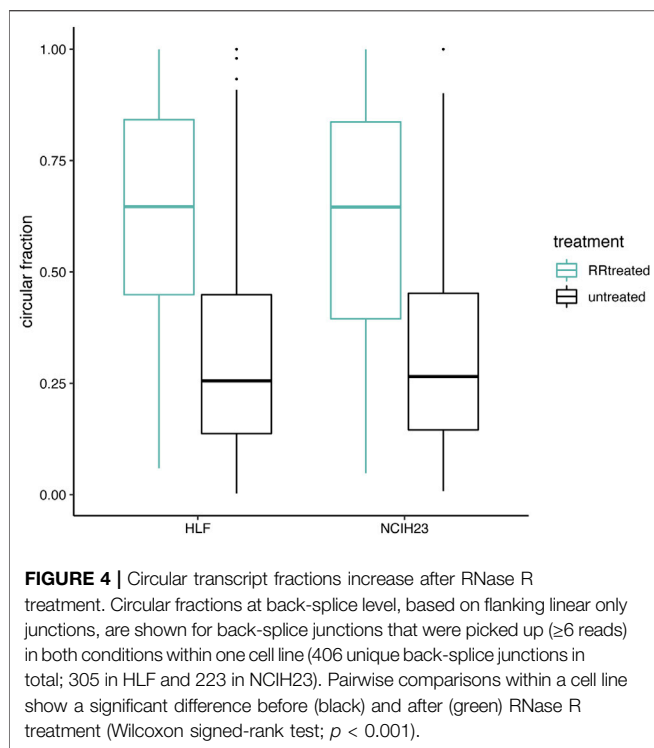 1.00
0.75
0.50
0.25
0.00
circular fraction
HLF
NCIH23
treatment
RRtreated
untreated
FIGURE 4 | Circular transcript fractions increase after RNase R
treatment. Circular fractions at back-splice level, based on flanking linear only
junctions, are shown for back-splice junctions that were picked up (≥6 reads)
in both conditions within one cell line (406 unique back-splice junctions in
total; 305 in HLF and 223 in NCIH23). Pairwise comparisons within a cell line
show a significant difference before (black) and after (green) RNase R
treatment (Wilcoxon signed-rank test; p < 0.001).